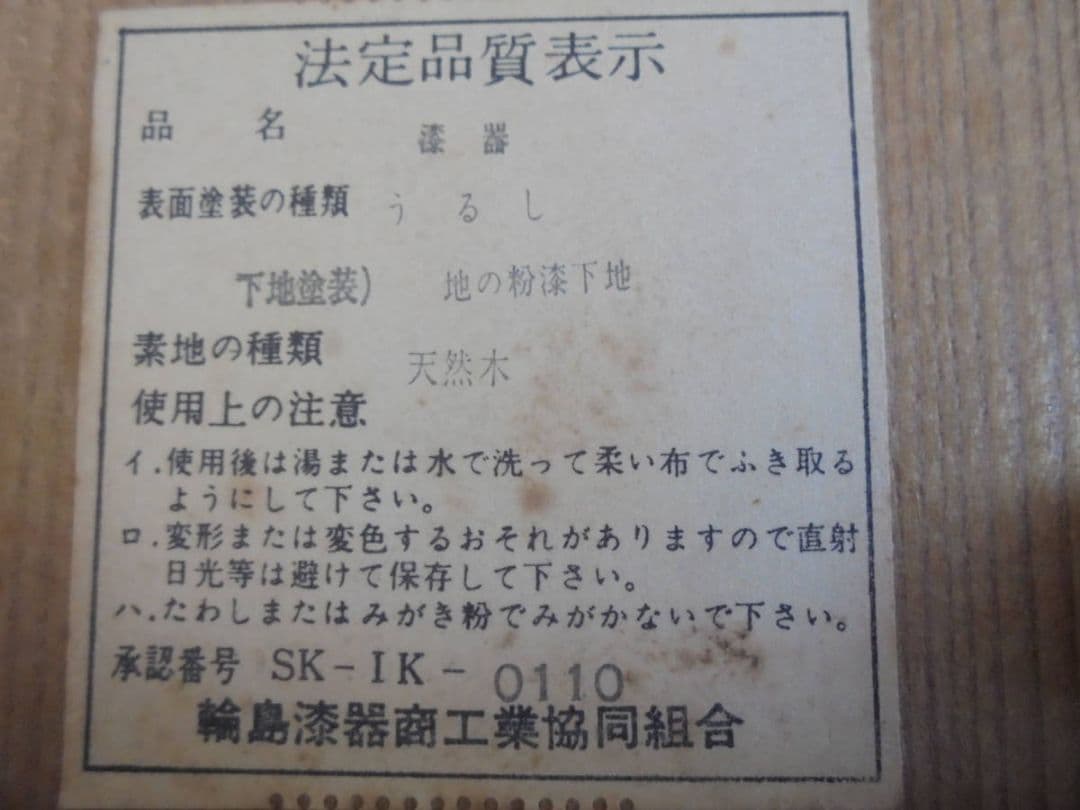 法定品質表示
品名 漆器
表面塗装の種類 うるし
下地塗装) 地の粉漆下地
素地の種類 天然木
使用上の注意
イ.使用後は湯または水で洗って柔い布でふき取る
ようにして下さい。
ロ.変形または変色するおそれがありますので直射
日光等は避けて保存して下さい。
ハ.たわしまたはみがき粉でみがかないで下さい。
承認番号 SK-IK-0110
輪島漆器商工業協同組合